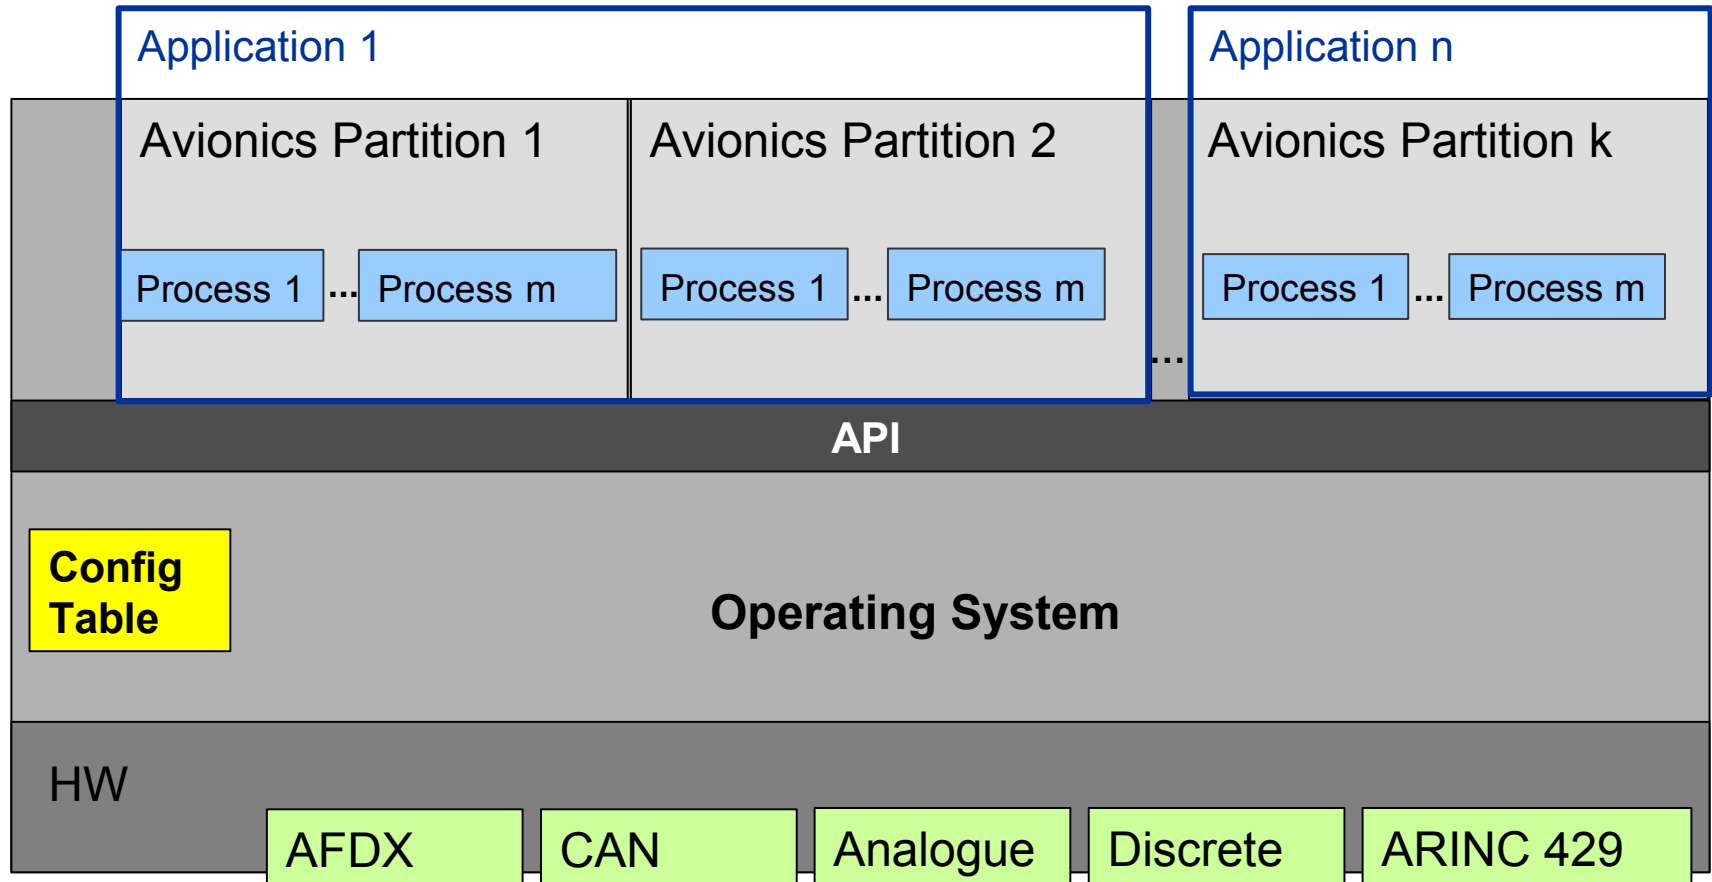 Application 1
Application n
Avionics Partition 1
Avionics Partition 2
Avionics Partition k
Process 1 ... Process m
Process 1 ... Process m
Process 1 ... Process m
...
API
Config
Table
Operating System
HW
AFDX
CAN
Analogue
Discrete
ARINC 429